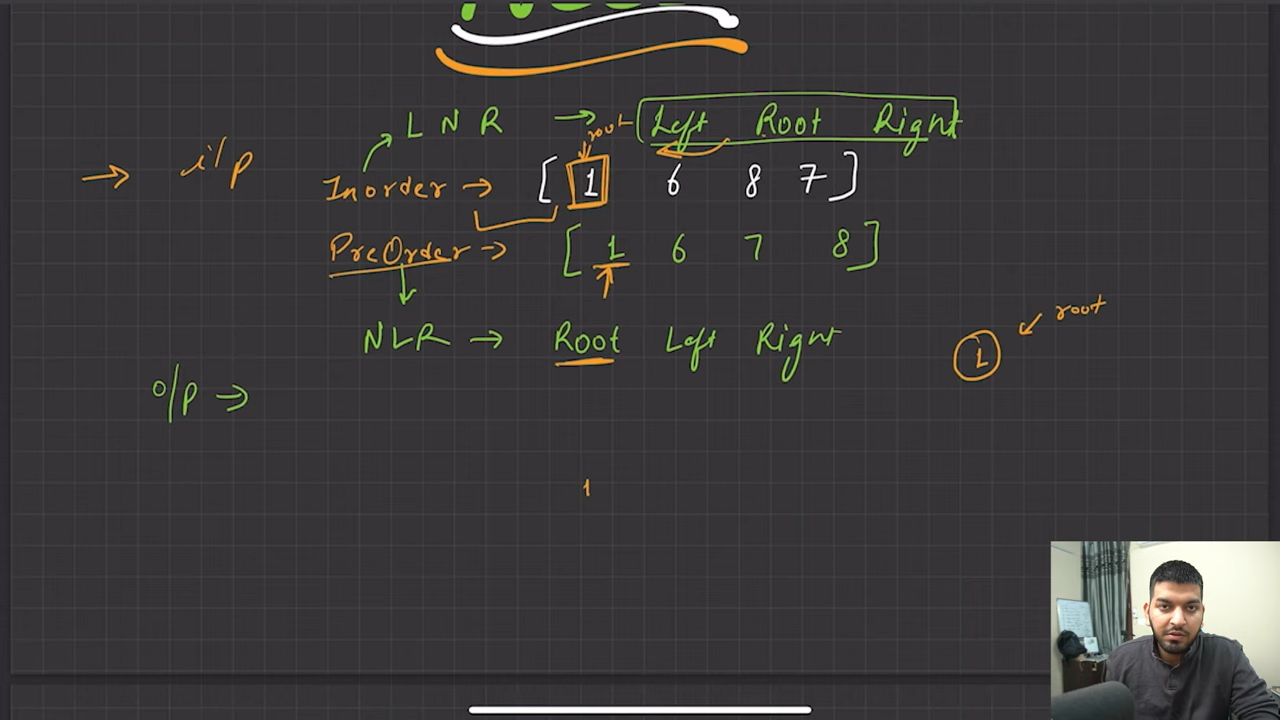 L N R → Left Root Right
root
→ i/p
Inorder → [ 1 6 8 7 ]
PreOrder → [ 1 6 7 8 ]
NLR → Root Left Right
root
1
o/p →
1